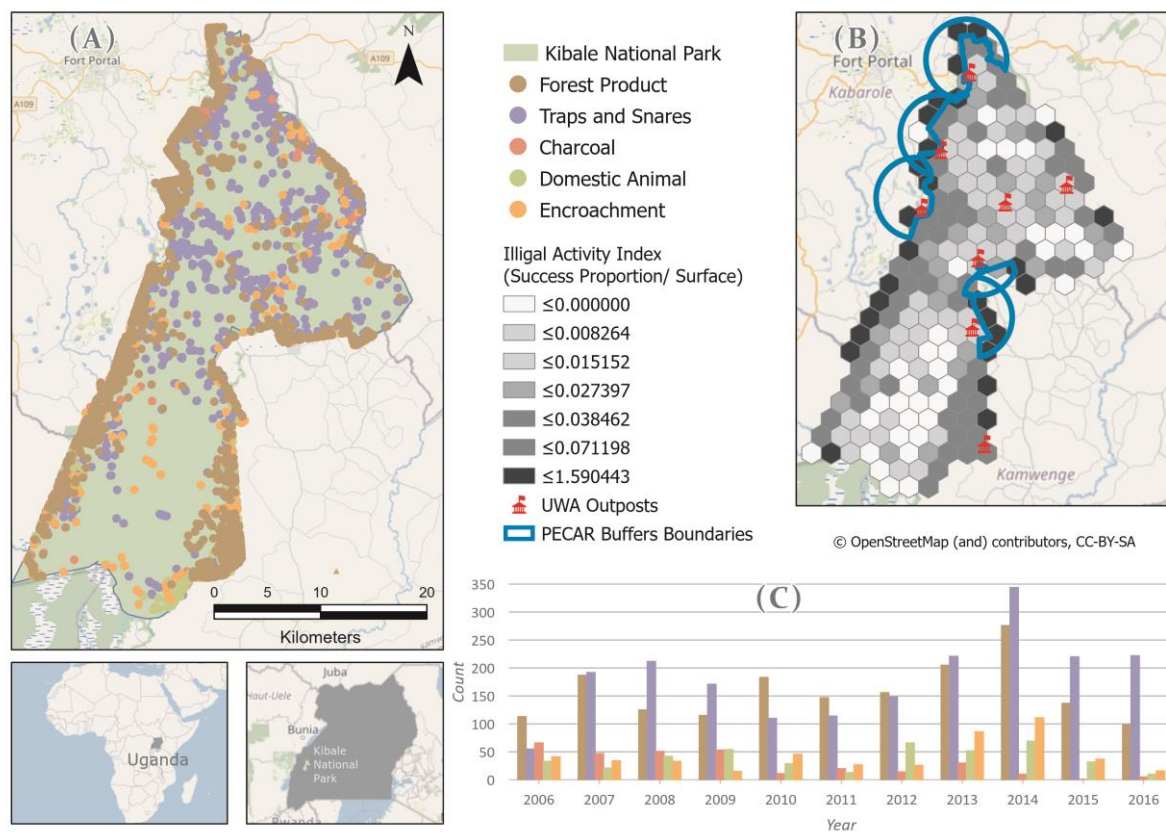 (A)
Fort Portal
A109
A109
N
0 5 10 20
Kilometers
Kamwe
Kibale National Park
Forest Product
Traps and Snares
Charcoal
Domestic Animal
Encroachment
Illigal Activity Index
(Success Proportion/ Surface)
≤0.000000
≤0.008264
≤0.015152
≤0.027397
≤0.038462
≤0.071198
≤1.590443
UWA Outposts
PECAR Buffers Boundaries
(B)
Fort Portal
Kabarole
Kamwenge
© OpenStreetMap (and) contributors, CC-BY-SA
Uganda
Juba
Haut-Uele
Bunia
Kibale
National
Park
Rwanda
(C)
350
300
250
200
150
100
50
0
Count
2006 2007 2008 2009 2010 2011 2012 2013 2014 2015 2016
Year